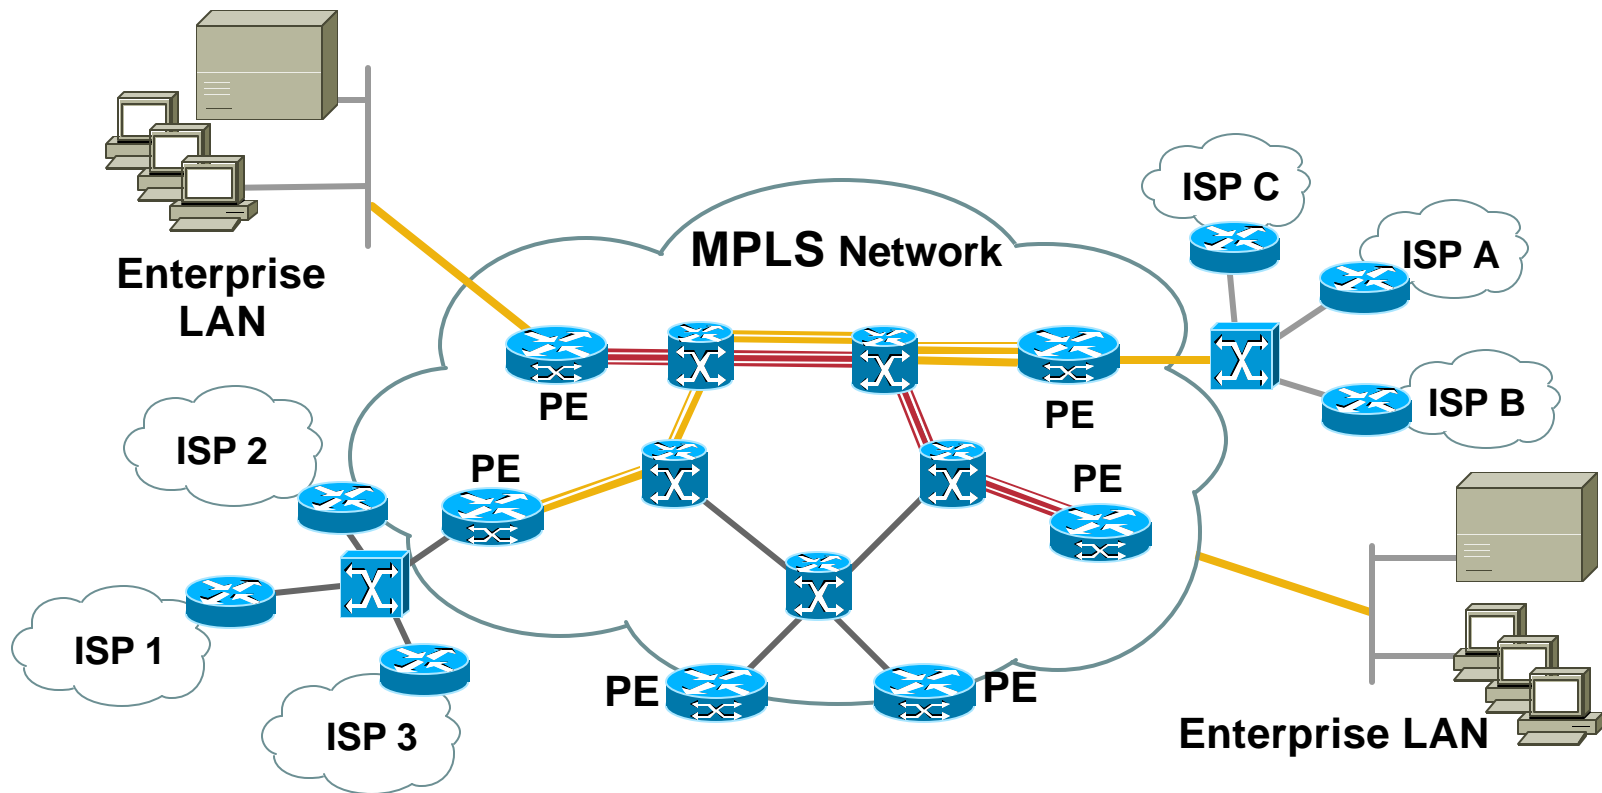 ISP C
MPLS Network
ISP A
Enterprise
LAN
PE
PE
ISP B
ISP 2
PE
PE
ISP 1
PE
PE
ISP 3
Enterprise LAN